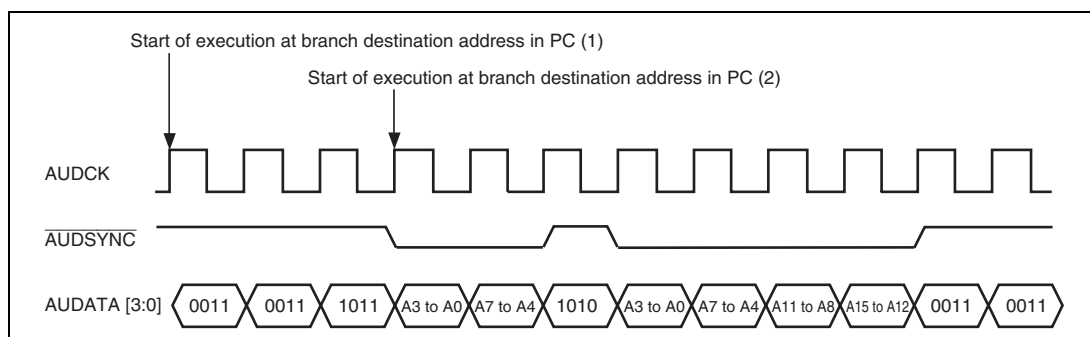 Start of execution at branch destination address in PC (1)
Start of execution at branch destination address in PC (2)
AUDCK
AUDSYNC
AUDATA [3:0] 0011 0011 1011 A3 to A0 A7 to A4 1010 A3 to A0 A7 to A4 A11 to A8 A15 to A12 0011 0011